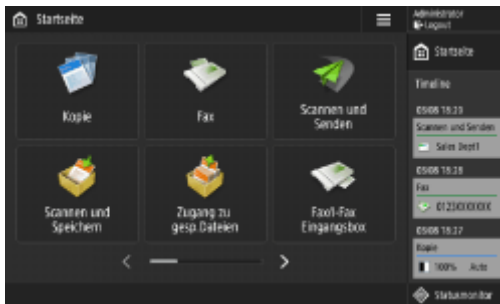 Startseite
Kopie
Fax
Scannen und
Senden
Scannen und
Speichern
Zugang zu
gesp.Dateien
Fax/I-Fax
Eingangsbox
Administrator
Logout
Startseite
Timeline
Scannen und Senden
Sales Dept1
Fax
Kopie
100% Auto
Statusmonitor